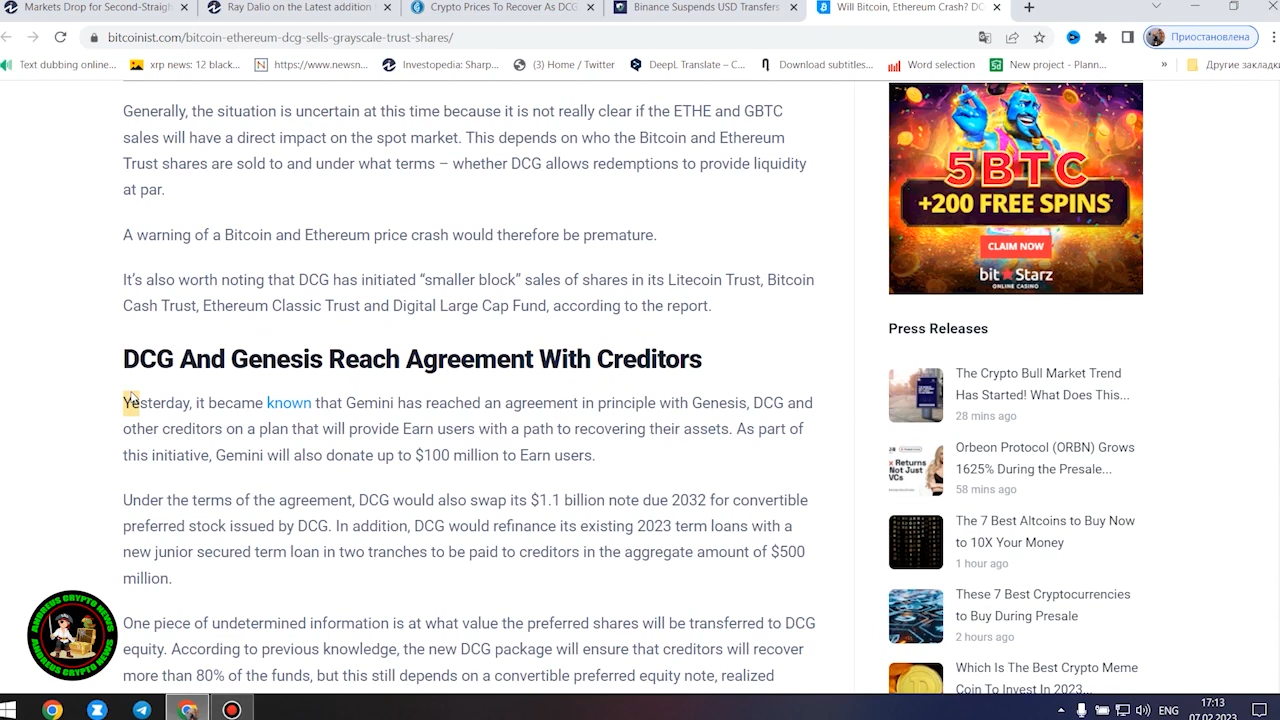 Markets Drop for Second-Straigh
Ray Dalio on the Latest addition
Crypto Prices To Recover As DCG
Binance Suspends USD Transfers
Will Bitcoin, Ethereum Crash? DC
bitcoinist.com/bitcoin-ethereum-dcg-sells-grayscale-trust-shares/
Приостановлена
Text dubbing online...
xrp news: 12 black...
https://www.newsn...
Investopedia: Sharp...
(3) Home / Twitter
DeepL Translate – C...
Download subtitles...
Word selection
New project - Plann...
»
Другие закладки
Generally, the situation is uncertain at this time because it is not really clear if the ETHE and GBTC
sales will have a direct impact on the spot market. This depends on who the Bitcoin and Ethereum
Trust shares are sold to and under what terms – whether DCG allows redemptions to provide liquidity
at par.
A warning of a Bitcoin and Ethereum price crash would therefore be premature.
It's also worth noting that DCG has initiated “smaller block” sales of shares in its Litecoin Trust, Bitcoin
Cash Trust, Ethereum Classic Trust and Digital Large Cap Fund, according to the report.
DCG And Genesis Reach Agreement With Creditors
Yesterday, it became known that Gemini has reached an agreement in principle with Genesis, DCG and
other creditors on a plan that will provide Earn users with a path to recovering their assets. As part of
this initiative, Gemini will also donate up to $100 million to Earn users.
Under the terms of the agreement, DCG would also swap its $1.1 billion note due 2032 for convertible
preferred stock issued by DCG. In addition, DCG would refinance its existing 2023 term loans with a
new junior secured term loan in two tranches to be paid to creditors in the aggregate amount of $500
million.
One piece of undetermined information is at what value the preferred shares will be transferred to DCG
equity. According to previous knowledge, the new DCG package will ensure that creditors will recover
more than 80% of the funds, but this still depends on a convertible preferred equity note, realized
5BTC
+200 FREE SPINS
CLAIM NOW
bitStarz
ONLINE CASINO
Press Releases
The Crypto Bull Market Trend
Has Started! What Does This...
28 mins ago
Orbeon Protocol (ORBN) Grows
1625% During the Presale...
58 mins ago
x Returns
Not Just
VCs
The 7 Best Altcoins to Buy Now
to 10X Your Money
1 hour ago
These 7 Best Cryptocurrencies
to Buy During Presale
2 hours ago
Which Is The Best Crypto Meme
Coin To Invest In 2023...
ANDREUS CRYPTO NEWS
ANDREUS CRYPTO NEWS
ENG
17:13
07.02.2023